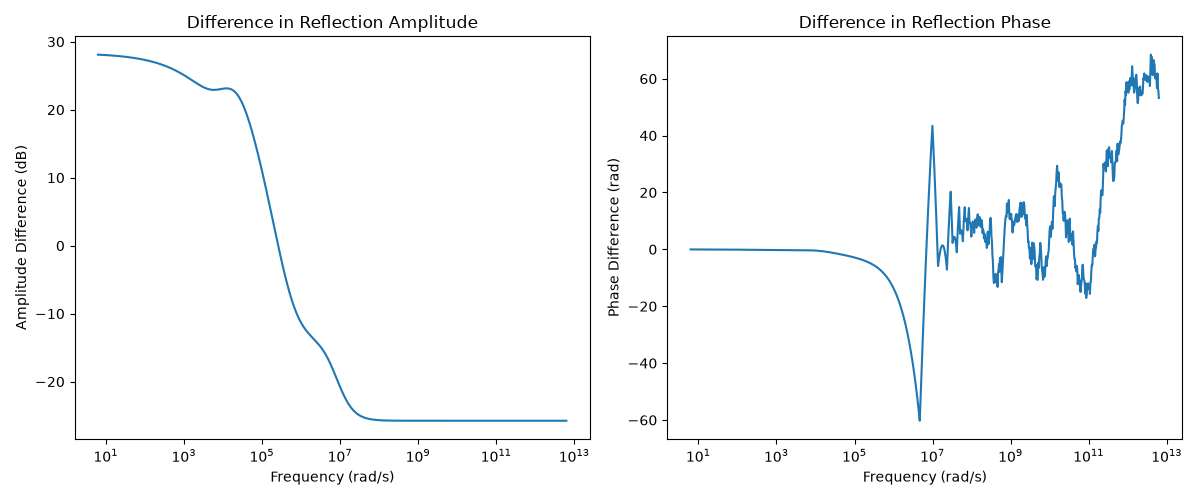 Difference in Reflection Amplitude
30
20
10
0
−10
−20
Amplitude Difference (dB)
10¹ 10³ 10⁵ 10⁷ 10⁹ 10¹¹ 10¹³
Frequency (rad/s)
Difference in Reflection Phase
60
40
20
0
−20
−40
−60
Phase Difference (rad)
10¹ 10³ 10⁵ 10⁷ 10⁹ 10¹¹ 10¹³
Frequency (rad/s)